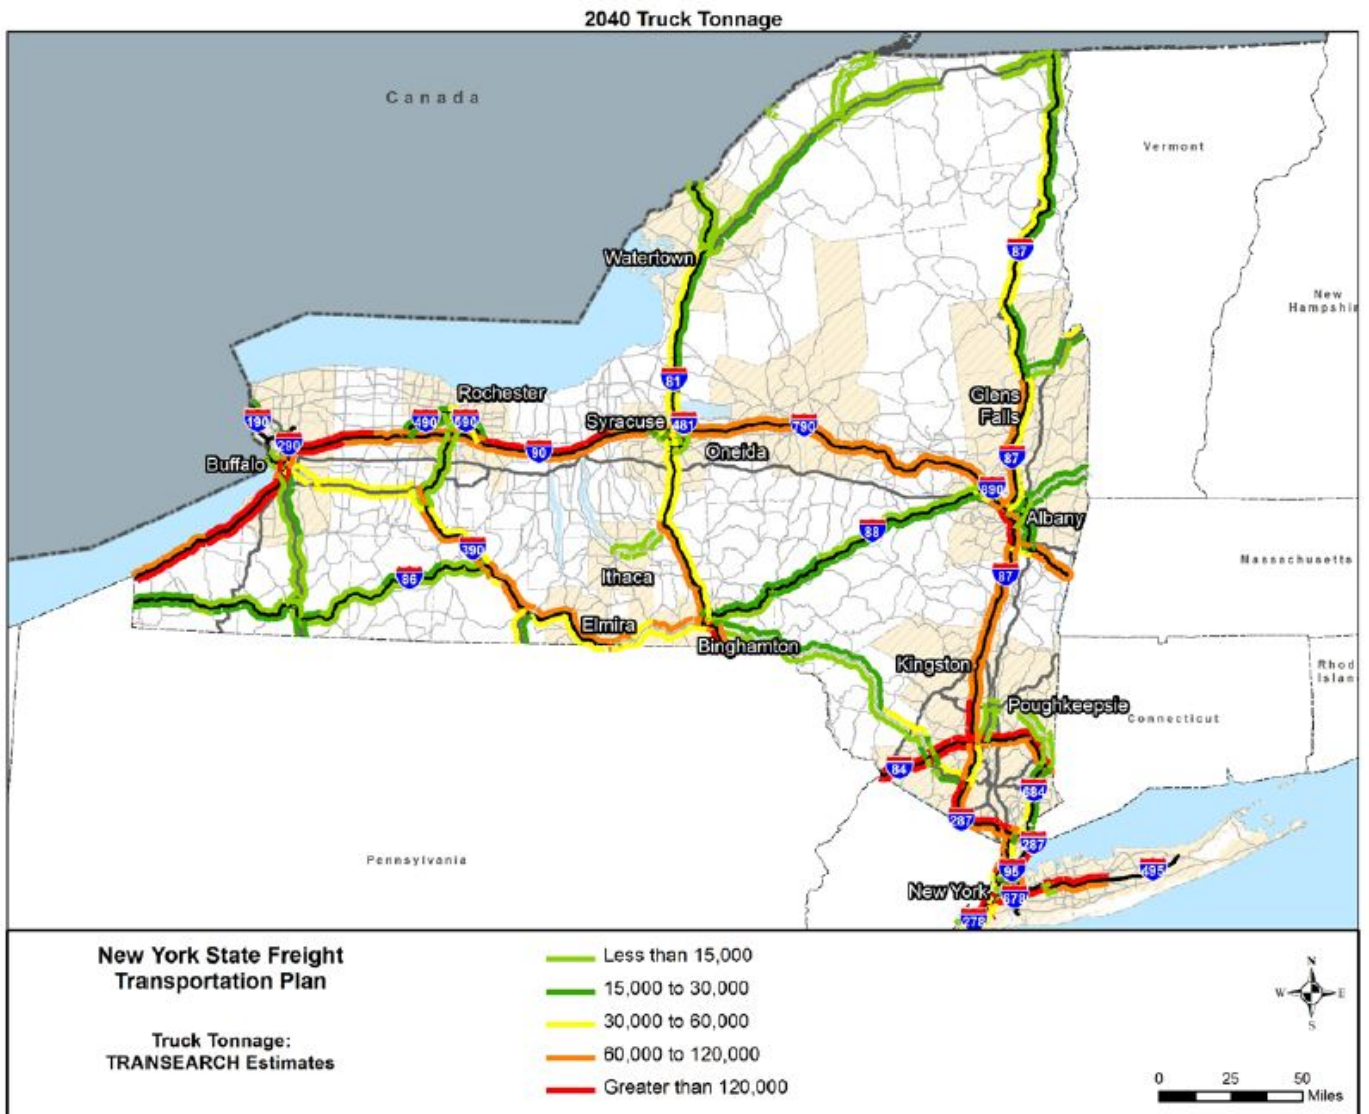 2040 Truck Tonnage
Canada
Vermont
New
Hampshir
Watertown
87
81
Rochester
Glens
Falls
190
490
590
Syracuse
481
790
290
90
Oneida
87
Buffalo
890
Albany
88
390
Massachusetts
Ithaca
86
87
Elmira
Binghamton
Kingston
Rhod
Islan
Poughkeepsie
Connecticut
84
684
287
287
Pennsylvania
95
495
New York
678
278
New York State Freight
Transportation Plan
Truck Tonnage:
TRANSEARCH Estimates
Less than 15,000
15,000 to 30,000
30,000 to 60,000
60,000 to 120,000
Greater than 120,000
N
W E
S
0 25 50
Miles